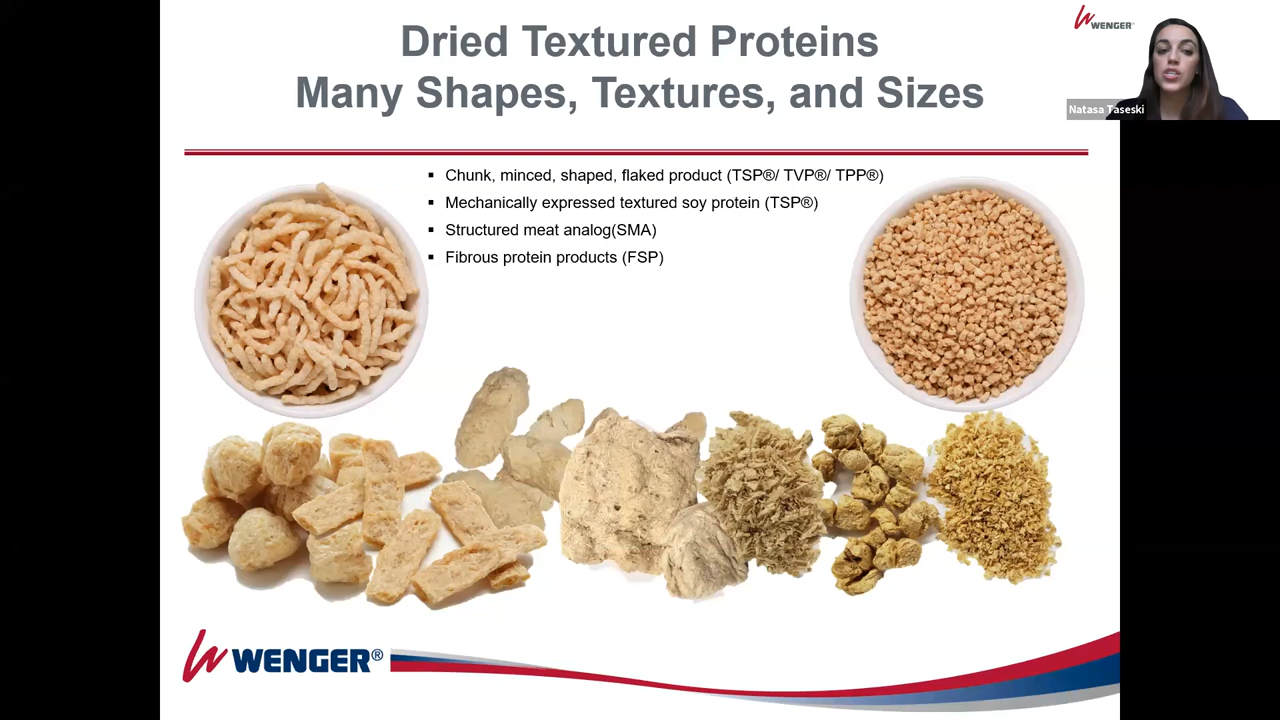 Dried Textured Proteins
Many Shapes, Textures, and Sizes
WENGER
Natasa Taseski
▪ Chunk, minced, shaped, flaked product (TSP®/ TVP®/ TPP®)
▪ Mechanically expressed textured soy protein (TSP®)
▪ Structured meat analog(SMA)
▪ Fibrous protein products (FSP)
WENGER®